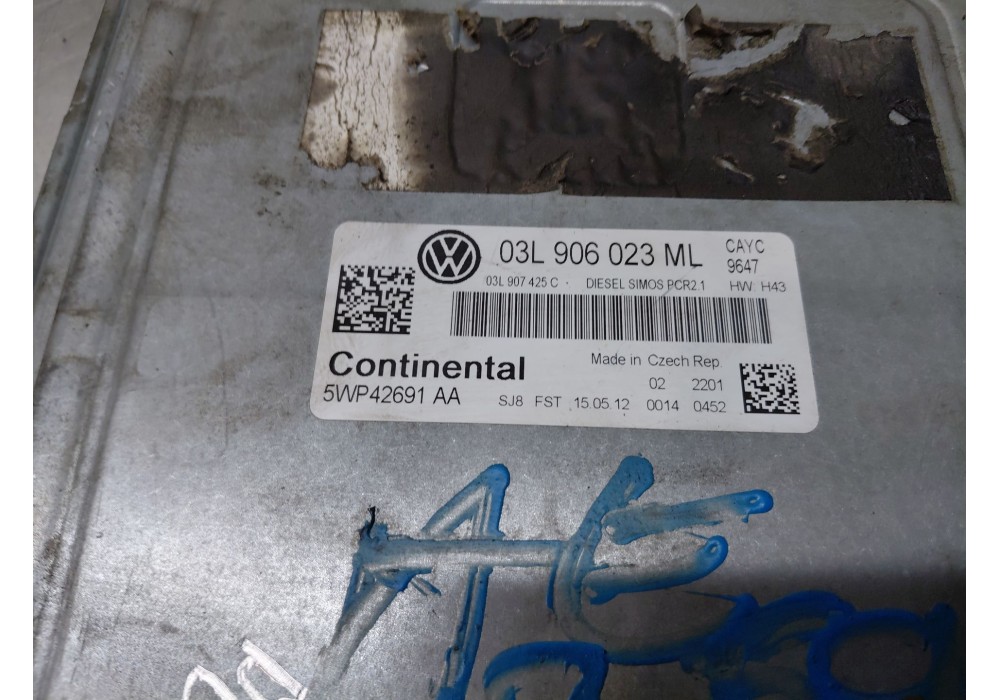 03L 906 023 ML CAYC
9647
03L 907 425 C · DIESEL SIMOS PCR2.1 HW H43
Continental Made in Czech Rep.
02 2201
5WP42691 AA SJ8 FST 15.05.12 0014 0452
AE